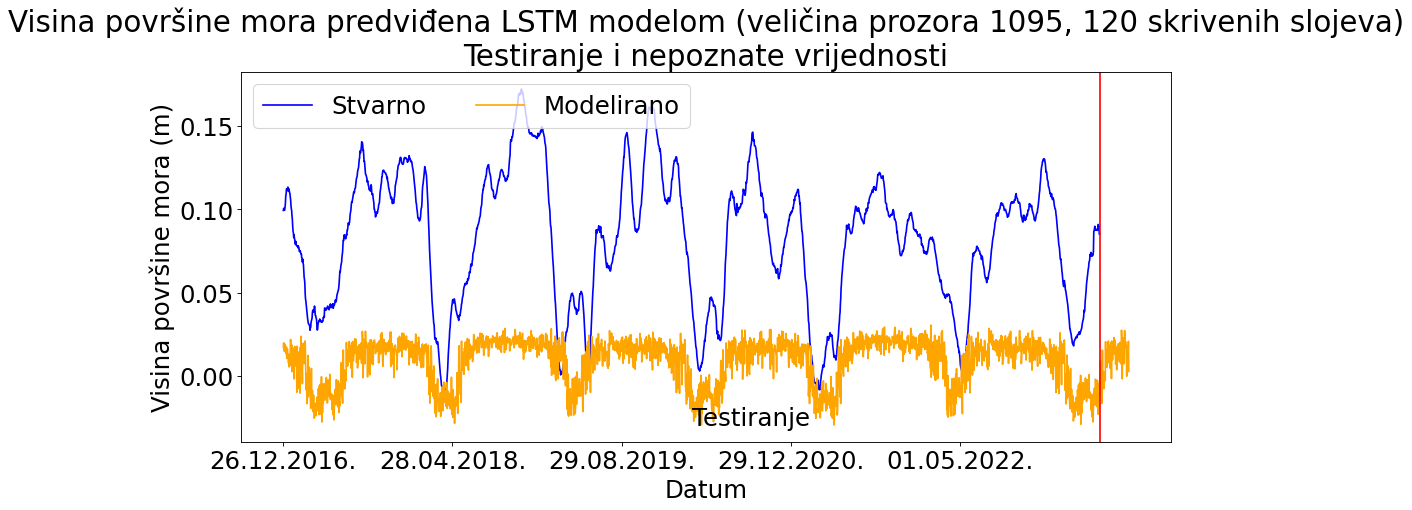 Visina površine mora predviđena LSTM modelom (veličina prozora 1095, 120 skrivenih slojeva)
Testiranje i nepoznate vrijednosti
Stvarno Modelirano
Visina površine mora (m)
0.15
0.10
0.05
0.00
Testiranje
26.12.2016. 28.04.2018. 29.08.2019. 29.12.2020. 01.05.2022.
Datum